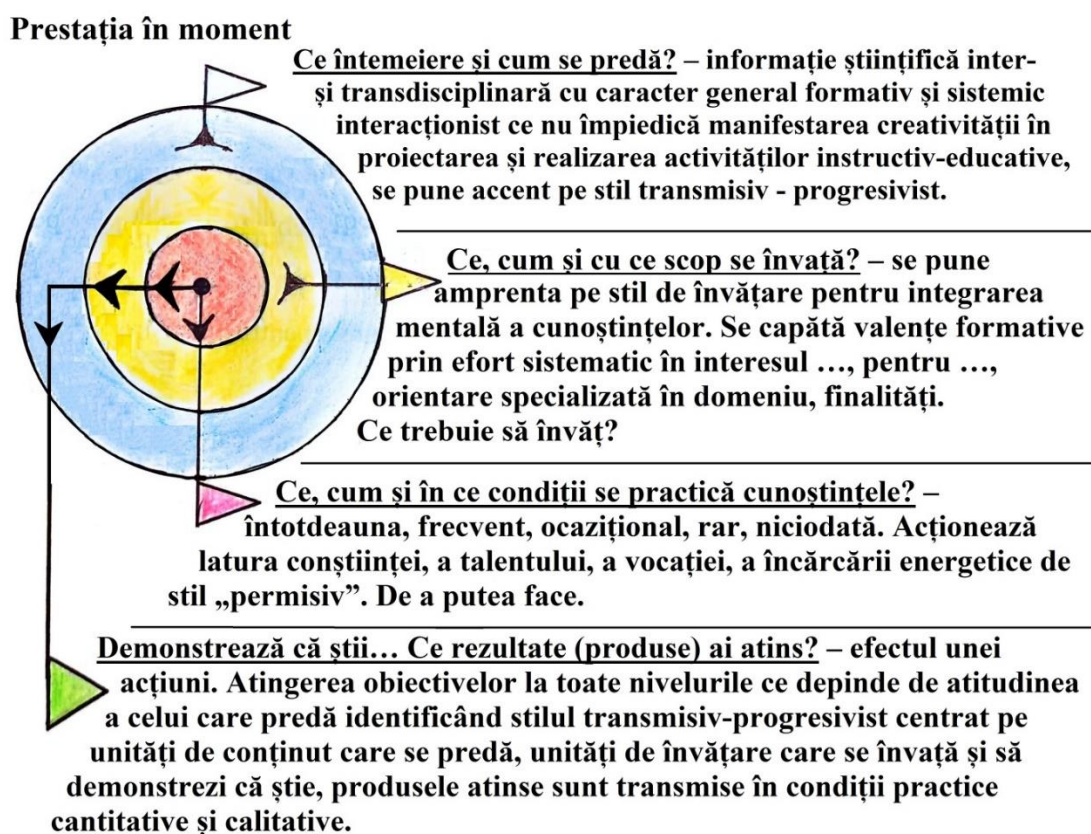 Prestația în moment
Ce întemeiere și cum se predă? – informație științifică inter-
și transdisciplinară cu caracter general formativ și sistemic
interacționist ce nu împiedică manifestarea creativității în
proiectarea și realizarea activităților instructiv-educative,
se pune accent pe stil transmisiv - progresivist.
Ce, cum și cu ce scop se învață? – se pune
amprenta pe stil de învățare pentru integrarea
mentală a cunoștințelor. Se capătă valențe formative
prin efort sistematic în interesul …, pentru …,
orientare specializată în domeniu, finalități.
Ce trebuie să învăț?
Ce, cum și în ce condiții se practică cunoștințele? –
întotdeauna, frecvent, ocazițional, rar, niciodată. Acționează
latura conștiinței, a talentului, a vocației, a încărcării energetice de
stil „permisiv”. De a putea face.
Demonstrează că știi… Ce rezultate (produse) ai atins? – efectul unei
acțiuni. Atingerea obiectivelor la toate nivelurile ce depinde de atitudinea
a celui care predă identificând stilul transmisiv-progresivist centrat pe
unități de conținut care se predă, unități de învățare care se învață și să
demonstrezi că știe, produsele atinse sunt transmise în condiții practice
cantitative și calitative.